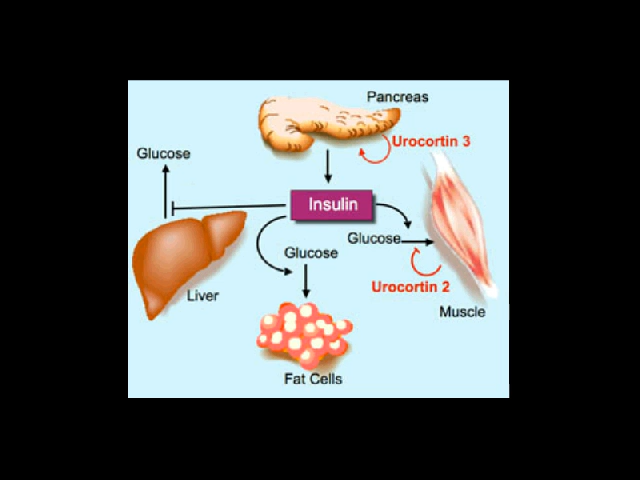 Pancreas
Urocortin 3
Glucose
Insulin
Glucose
Glucose
Urocortin 2
Liver
Muscle
Fat Cells